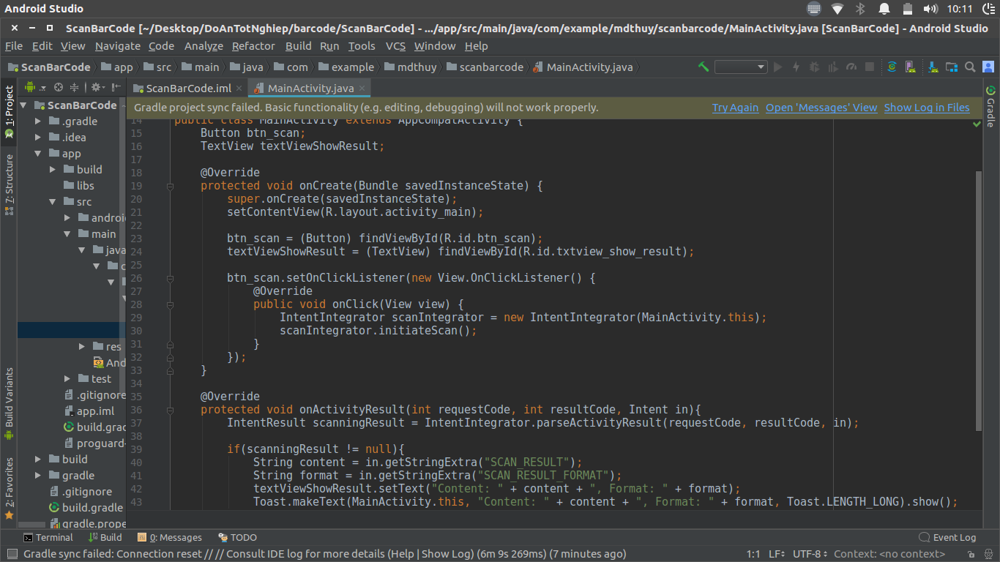 Android Studio
10:11
ScanBarCode [~/Desktop/DoAnTotNghiep/barcode/ScanBarCode] - .../app/src/main/java/com/example/mdthuy/scanbarcode/MainActivity.java [ScanBarCode] - Android Studio
File Edit View Navigate Code Analyze Refactor Build Run Tools VCS Window Help
ScanBarCode app src main java com example mdthuy scanbarcode MainActivity.java
ScanBarCode.iml MainActivity.java
Gradle project sync failed. Basic functionality (e.g. editing, debugging) will not work properly. Try Again Open 'Messages' View Show Log in Files
1: Project
7: Structure
Build Variants
2: Favorites
ScanBarCode
.gradle
.idea
app
build
libs
src
androi
main
java
c
res
And
test
.gitignore
app.iml
build.grad
proguard-
build
gradle
.gitignore
build.gradle
gradle.prope
14 public class MainActivity extends AppCompatActivity {
15 Button btn_scan;
16 TextView textViewShowResult;
17
18 @Override
19 protected void onCreate(Bundle savedInstanceState) {
20 super.onCreate(savedInstanceState);
21 setContentView(R.layout.activity_main);
22
23 btn_scan = (Button) findViewById(R.id.btn_scan);
24 textViewShowResult = (TextView) findViewById(R.id.txtview_show_result);
25
26 btn_scan.setOnClickListener(new View.OnClickListener() {
27 @Override
28 public void onClick(View view) {
29 IntentIntegrator scanIntegrator = new IntentIntegrator(MainActivity.this);
30 scanIntegrator.initiateScan();
31 }
32 });
33 }
34
35 @Override
36 protected void onActivityResult(int requestCode, int resultCode, Intent in){
37 IntentResult scanningResult = IntentIntegrator.parseActivityResult(requestCode, resultCode, in);
38
39 if(scanningResult != null){
40 String content = in.getStringExtra("SCAN_RESULT");
41 String format = in.getStringExtra("SCAN_RESULT_FORMAT");
42 textViewShowResult.setText("Content: " + content + ", Format: " + format);
43 Toast.makeText(MainActivity.this, "Content: " + content + ", Format: " + format, Toast.LENGTH_LONG).show();
Gradle
Terminal Build 0: Messages TODO Event Log
Gradle sync failed: Connection reset // // Consult IDE log for more details (Help | Show Log) (6m 9s 269ms) (7 minutes ago) 1:1 LF UTF-8 Context: <no context>